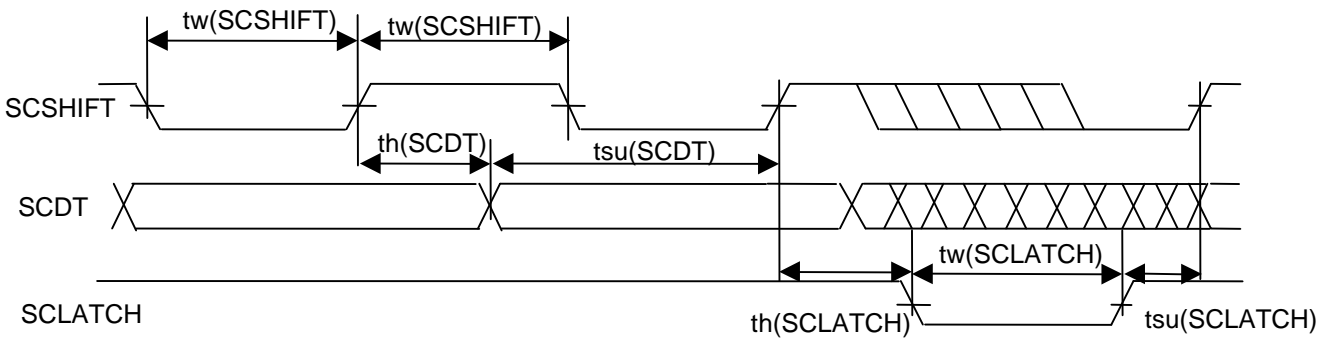 tw(SCSHIFT)
tw(SCSHIFT)
SCSHIFT
th(SCDT)
tsu(SCDT)
SCDT
tw(SCLATCH)
SCLATCH
th(SCLATCH)
tsu(SCLATCH)